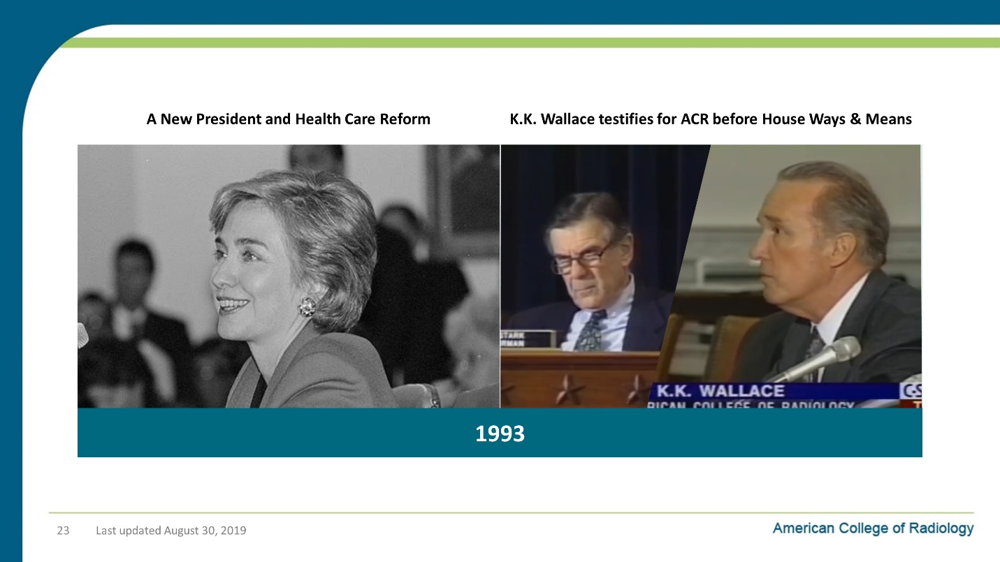 A New President and Health Care Reform
K.K. Wallace testifies for ACR before House Ways & Means
STARK
RMAN
K.K. WALLACE
RICAN COLLEGE OF RADIOLOGY
1993
23
Last updated August 30, 2019
American College of Radiology